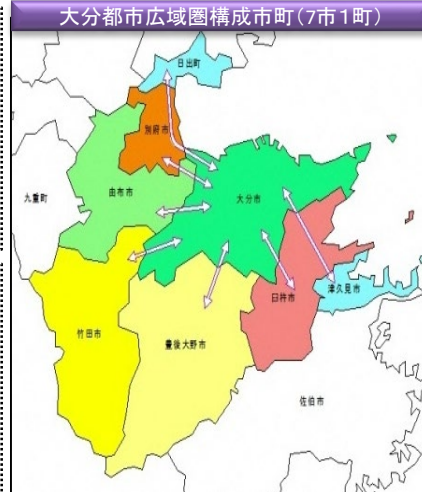 大分都市広域圏構成市町(7市1町)
日出町
別府市
由布市
大分市
九重町
津久見市
臼杵市
竹田市
豊後大野市
佐伯市